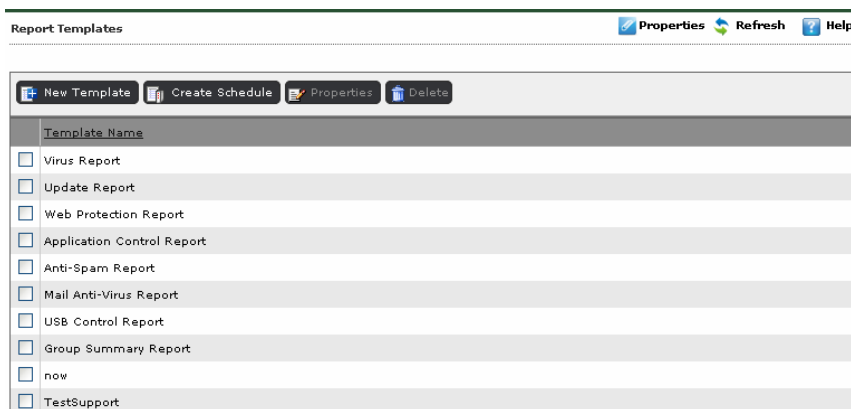 Report Templates Properties Refresh Help
New Template Create Schedule Properties Delete
Template Name
Virus Report
Update Report
Web Protection Report
Application Control Report
Anti-Spam Report
Mail Anti-Virus Report
USB Control Report
Group Summary Report
now
TestSupport